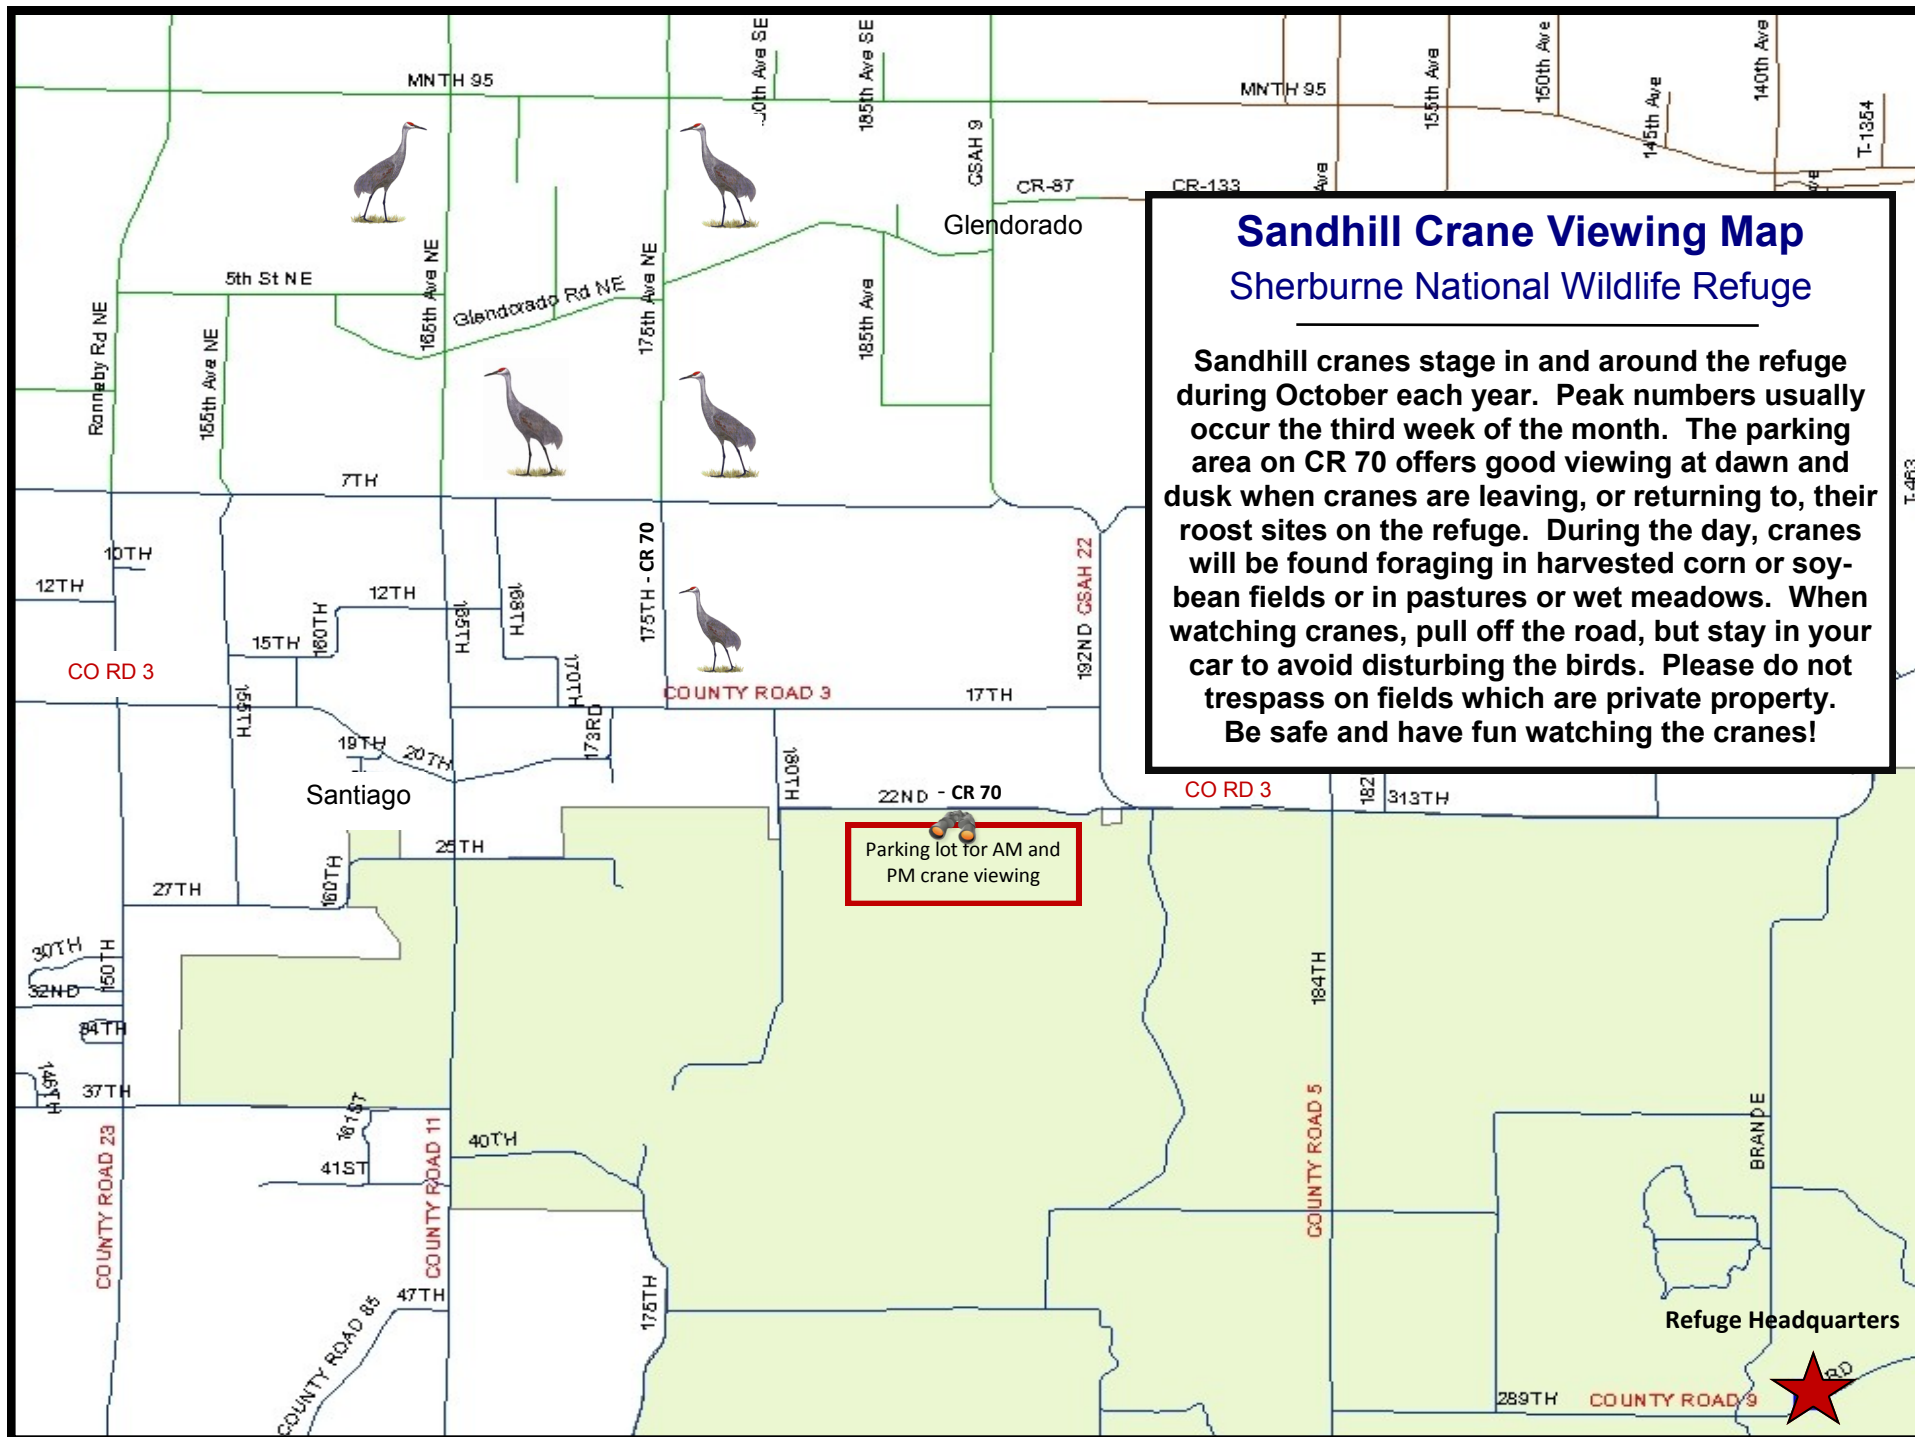 MNTH 95
185th Ave SE
MNTH 95
155th Ave
150th Ave
145th Ave
140th Ave
T-1354
CSAH 9
CR-87
CR-133
Ave
Glendorado
Sandhill Crane Viewing Map
Sherburne National Wildlife Refuge
Sandhill cranes stage in and around the refuge
during October each year. Peak numbers usually
occur the third week of the month. The parking
area on CR 70 offers good viewing at dawn and
dusk when cranes are leaving, or returning to, their
roost sites on the refuge. During the day, cranes
will be found foraging in harvested corn or soy-
bean fields or in pastures or wet meadows. When
watching cranes, pull off the road, but stay in your
car to avoid disturbing the birds. Please do not
trespass on fields which are private property.
Be safe and have fun watching the cranes!
5th St NE
Glendorado Rd NE
165th Ave NE
175th Ave NE
185th Ave
Ranneby Rd NE
155th Ave NE
T-463
7TH
10TH
12TH
12TH
160TH
15TH
165TH
168TH
170TH
175TH - CR 70
192ND CSAH 22
CO RD 3
COUNTY ROAD 3
17TH
155TH
19TH
20TH
173RD
180TH
Santiago
22ND - CR 70
CO RD 3
182
313TH
Parking lot for AM and
PM crane viewing
25TH
160TH
27TH
30TH
150TH
32ND
34TH
146TH
37TH
161ST
184TH
COUNTY ROAD 23
COUNTY ROAD 11
40TH
41ST
COUNTY ROAD 5
BRANDE
47TH
COUNTY ROAD 85
175TH
Refuge Headquarters
289TH
COUNTY ROAD 9
RD